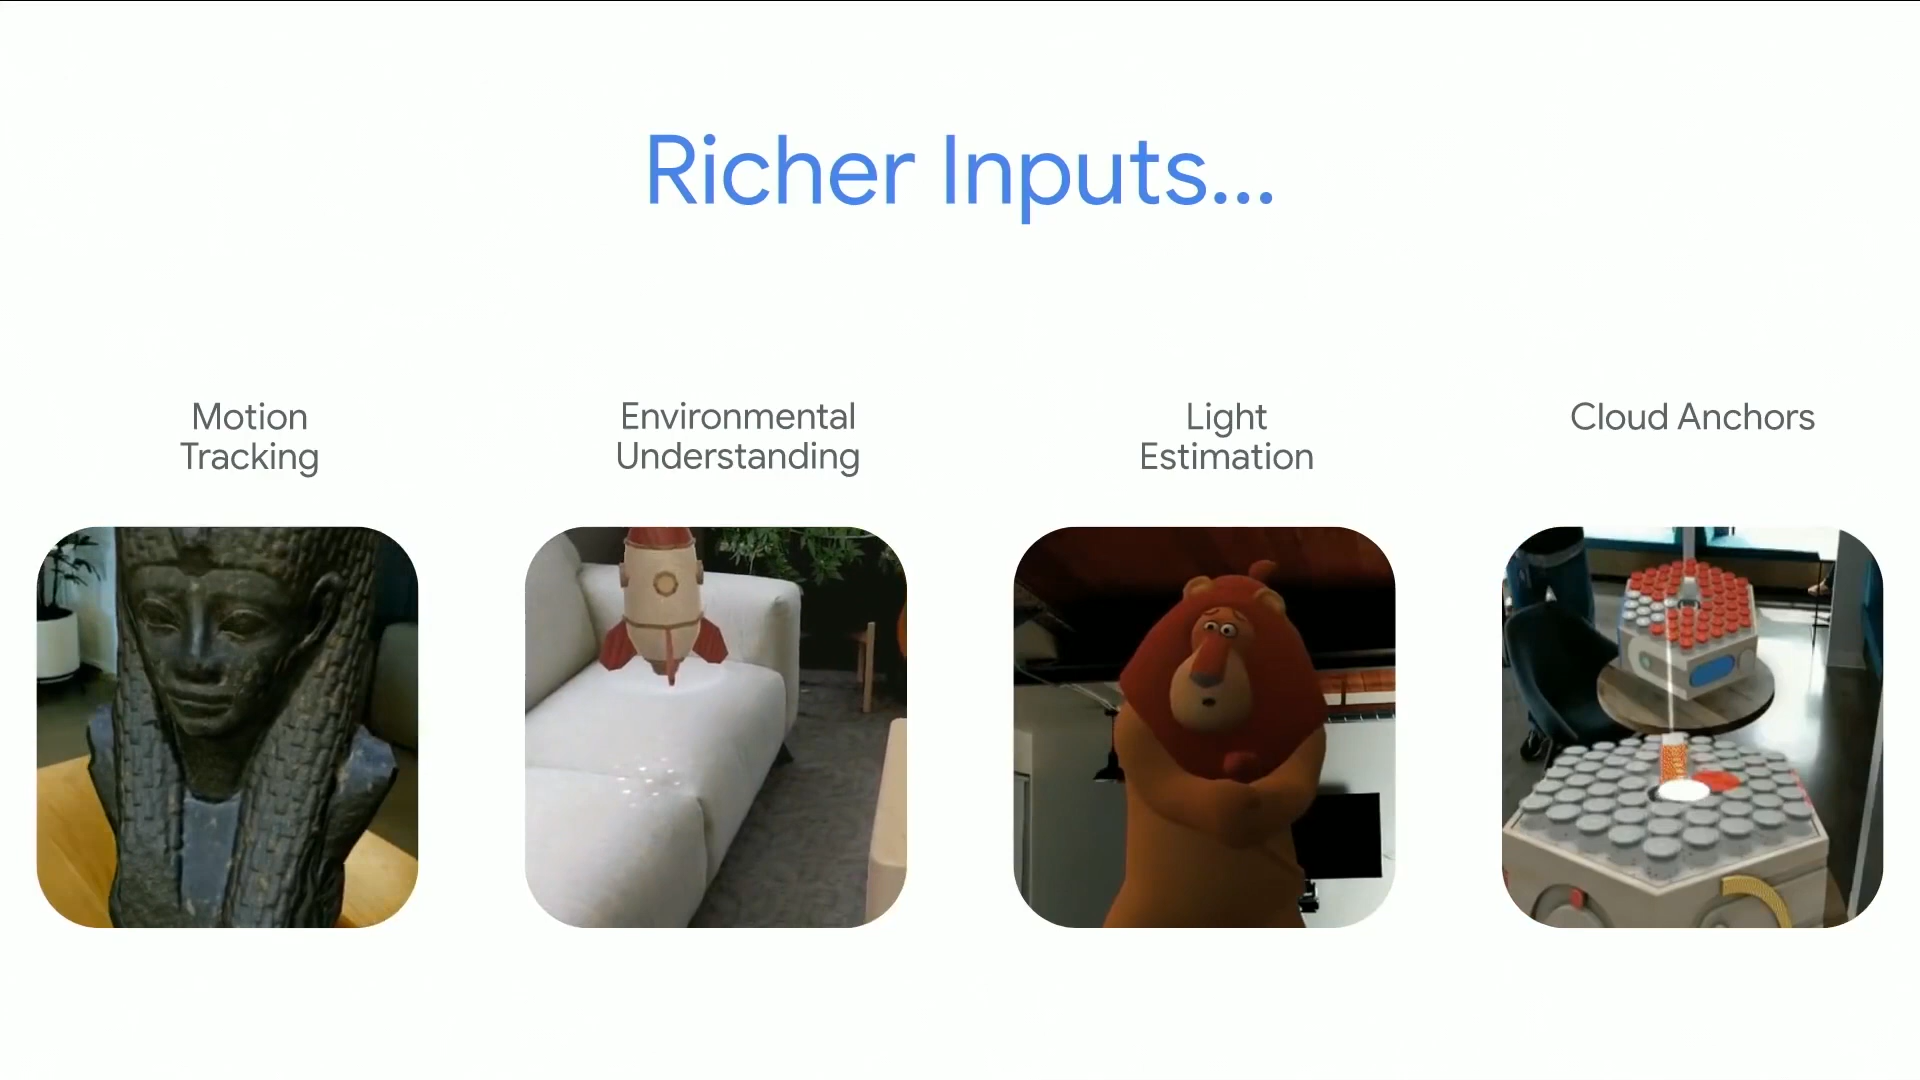 Richer Inputs...
Motion
Tracking
Environmental
Understanding
Light
Estimation
Cloud Anchors